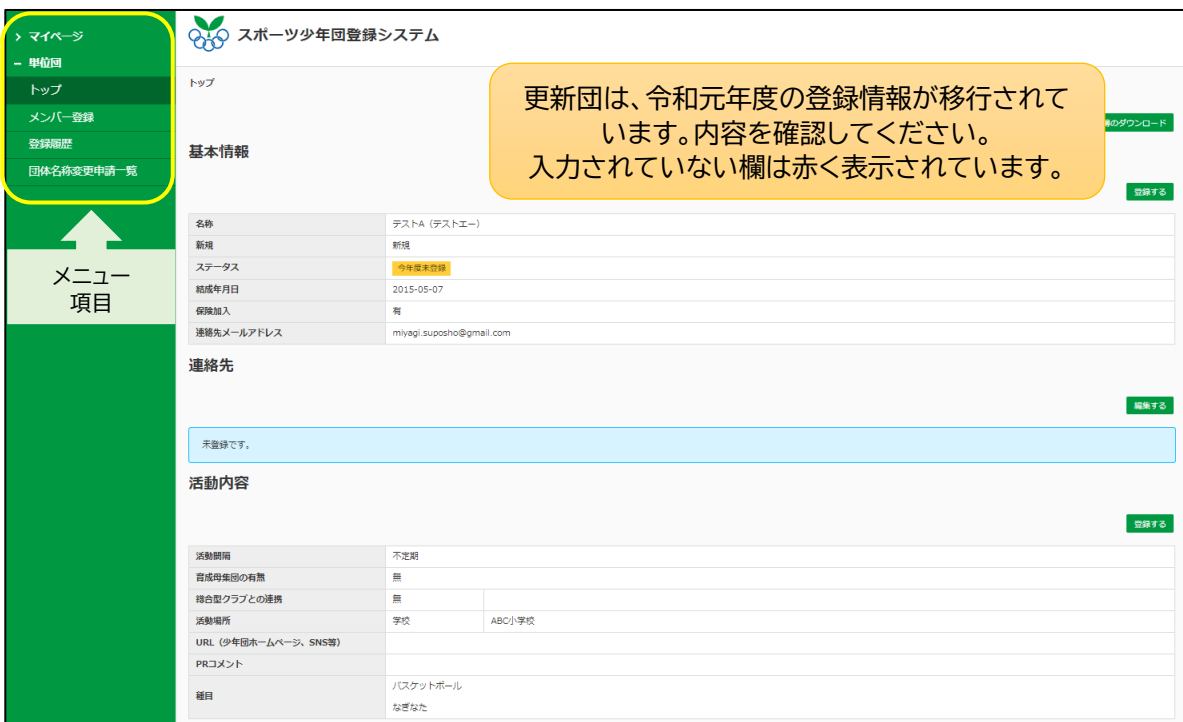 マイページ
単位団
トップ
メンバー登録
登録履歴
団体名称変更申請一覧
メニュー
項目
スポーツ少年団登録システム
トップ
更新団は、令和元年度の登録情報が移行されて
います。内容を確認してください。
入力されていない欄は赤く表示されています。
のダウンロード
基本情報
登録する
名称 テストA（テストエー）
新規 新規
ステータス 今年度未登録
結成年月日 2015-05-07
保険加入 有
連絡先メールアドレス miyagi.suposho@gmail.com
連絡先
編集する
未登録です。
活動内容
登録する
活動間隔 不定期
育成母集団の有無 無
総合型クラブとの連携 無
活動場所 学校 ABC小学校
URL（少年団ホームページ、SNS等）
PRコメント
種目 バスケットボール
なぎなた